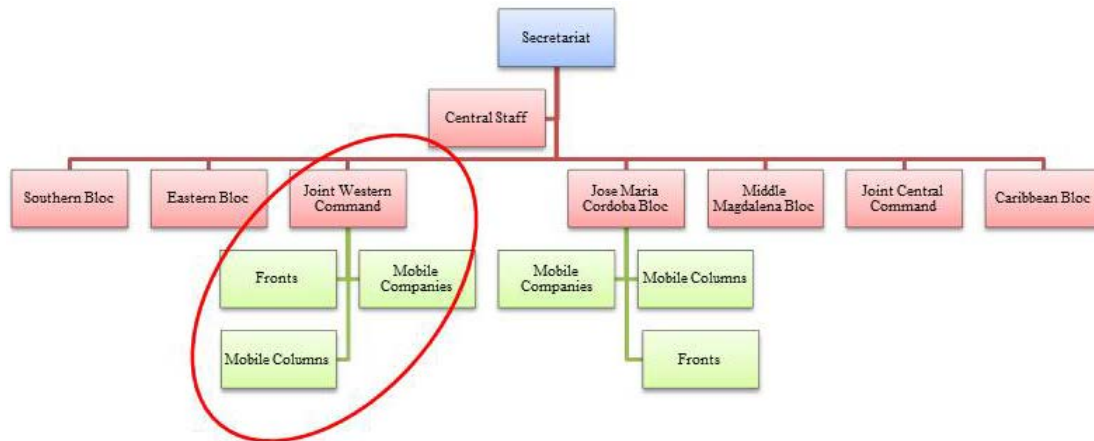 Secretariat
Central Staff
Southern Bloc
Eastern Bloc
Joint Western
Command
Jose Maria
Cordoba Bloc
Middle
Magdalena Bloc
Joint Central
Command
Caribbean Bloc
Fronts
Mobile
Companies
Mobile
Companies
Mobile Columns
Mobile Columns
Fronts